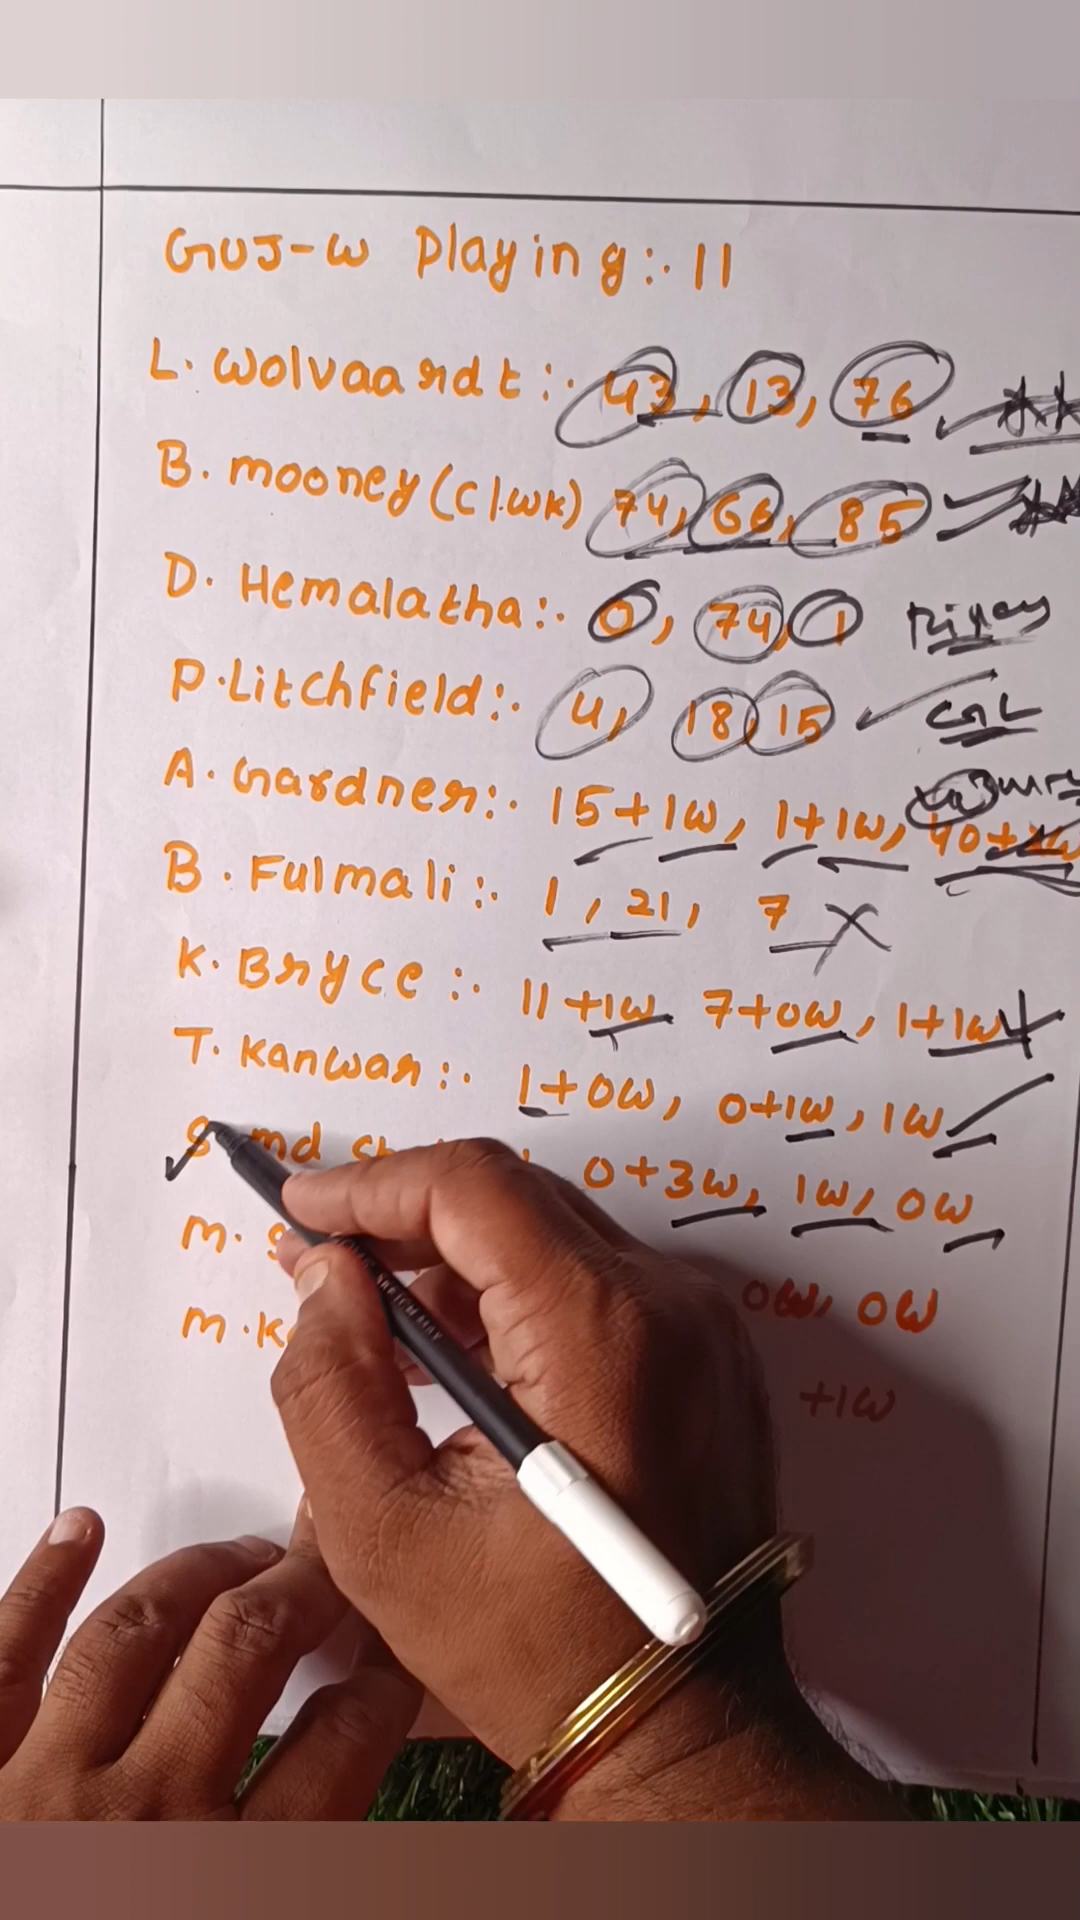 GUJ-W Playing:. 11
L. Wolvaardt:. 43, 13, 76
B. mooney (C/.wk) 74, 66, 85
D. Hemalatha:. 0, 74, 1
P. Litchfield:. 4, 18, 15 GL
A. Gardner:. 15+1w, 1+1w, 40+
B. Fulmali:. 1, 21, 7 X
K. Bryce:. 11+1w 7+0w, 1+1w
T. Kanwar:. 1+0w, 0+1w, 1w
md 0+3w, 1w, 0w
m. 0w, 0w
m. +1w